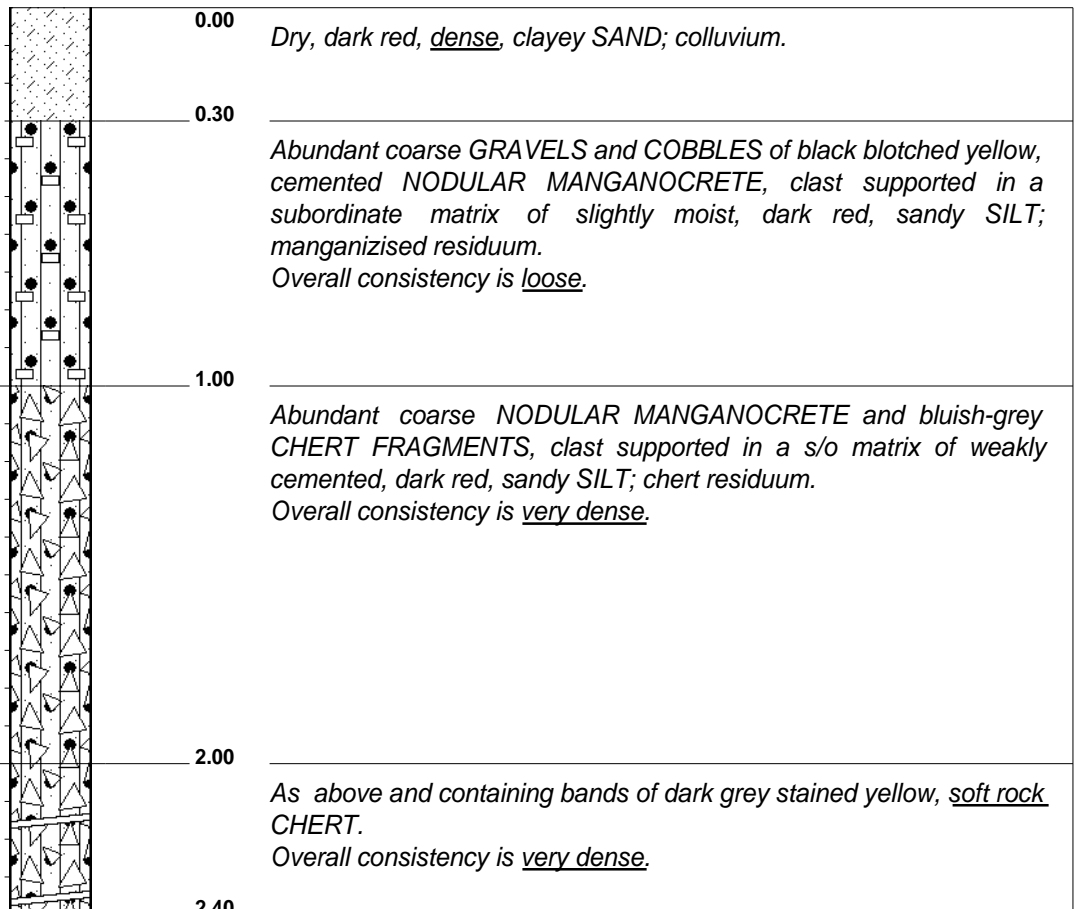 0.00
Dry, dark red, dense, clayey SAND; colluvium.
0.30
Abundant coarse GRAVELS and COBBLES of black blotched yellow,
cemented NODULAR MANGANOCRETE, clast supported in a
subordinate matrix of slightly moist, dark red, sandy SILT;
manganizised residuum.
Overall consistency is loose.
1.00
Abundant coarse NODULAR MANGANOCRETE and bluish-grey
CHERT FRAGMENTS, clast supported in a s/o matrix of weakly
cemented, dark red, sandy SILT; chert residuum.
Overall consistency is very dense.
2.00
As above and containing bands of dark grey stained yellow, soft rock
CHERT.
Overall consistency is very dense.
2.40